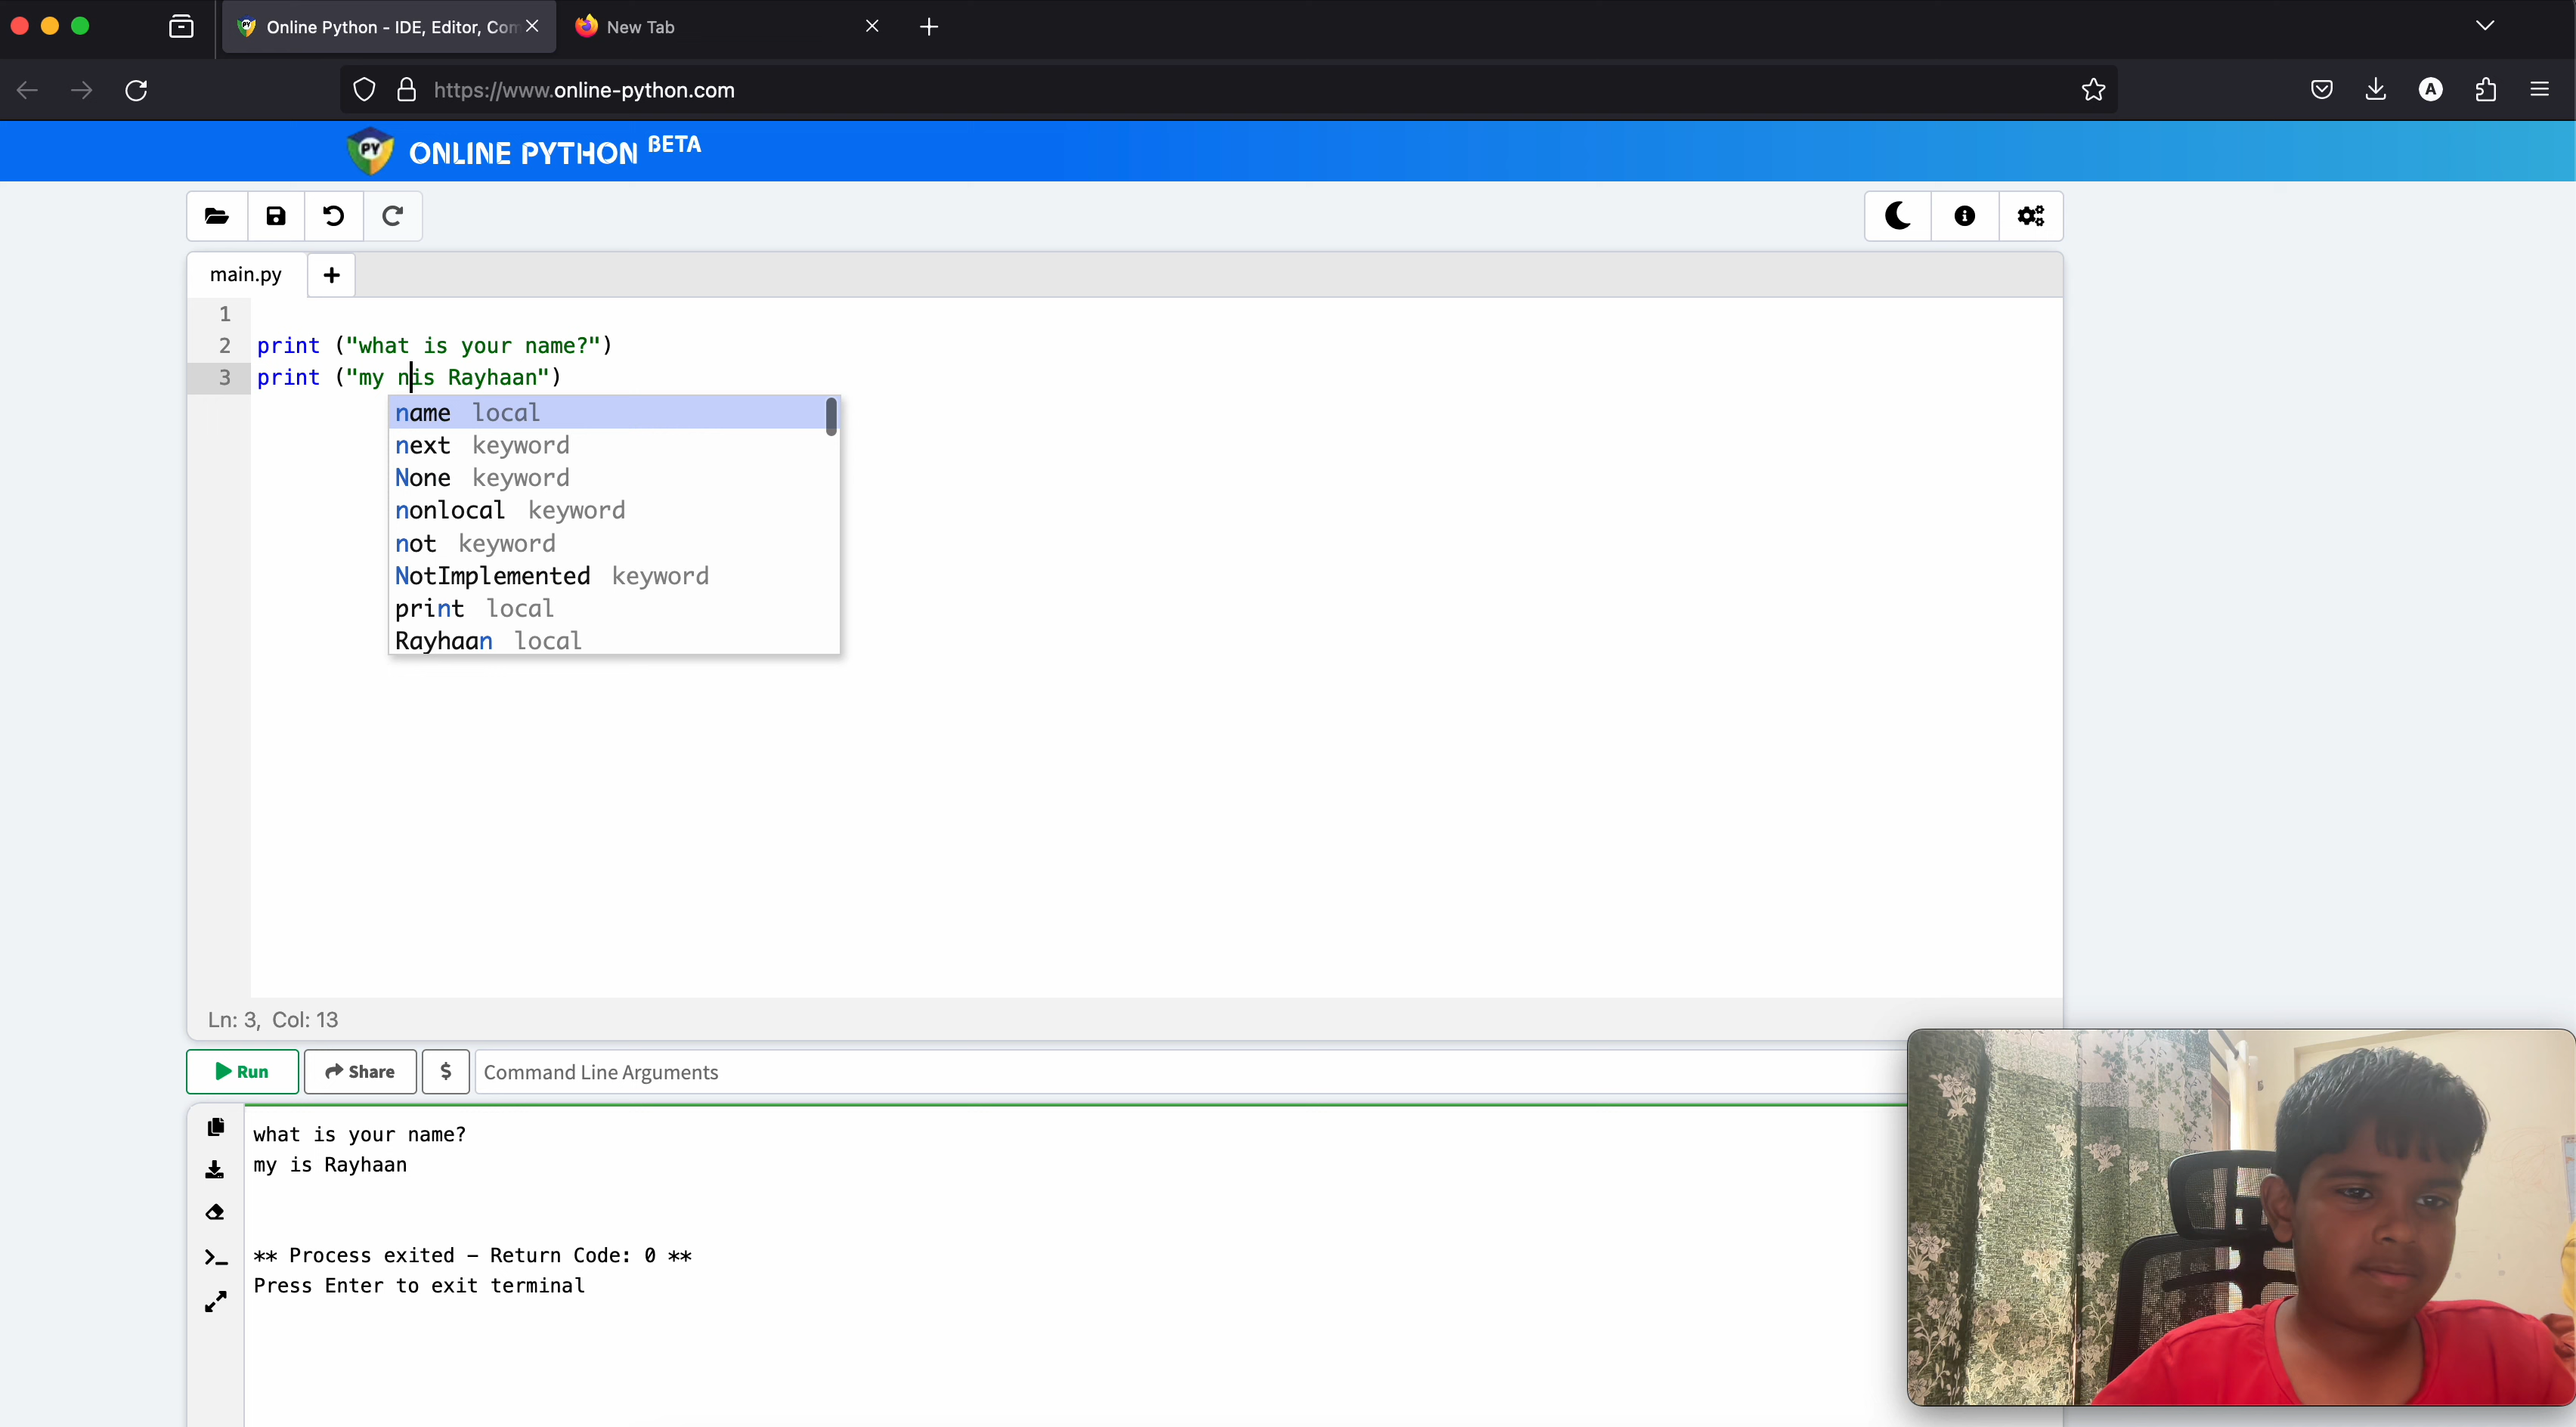 Online Python - IDE, Editor, Com
New Tab
https://www.online-python.com
A
PY ONLINE PYTHON BETA
main.py +
1
2 print ("what is your name?")
3 print ("my nis Rayhaan")
name local
next keyword
None keyword
nonlocal keyword
not keyword
NotImplemented keyword
print local
Rayhaan local
Ln: 3, Col: 13
Run Share $ Command Line Arguments
what is your name?
my is Rayhaan
** Process exited - Return Code: 0 **
Press Enter to exit terminal